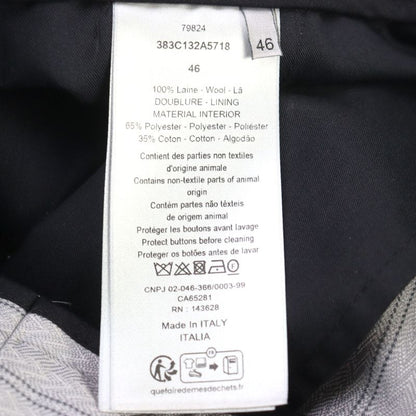 79824
383C132A5718
46
46
100% Laine - Wool - Lã
DOUBLURE - LINING
MATERIAL INTERIOR
65% Polyester - Polyester - Poliéster
35% Coton - Cotton - Algodão
Contient des parties non textiles
d'origine animale
Contains non-textile parts of animal
origin
Contém partes não têxteis
de origem animal
Protéger les boutons avant lavage
Protect buttons before cleaning
Proteger os botões antes de lavar
CNPJ 02-046-366/0003-99
CA65281
RN : 143628
Made In ITALY
ITALIA
FR
quefairedemesdechets.fr